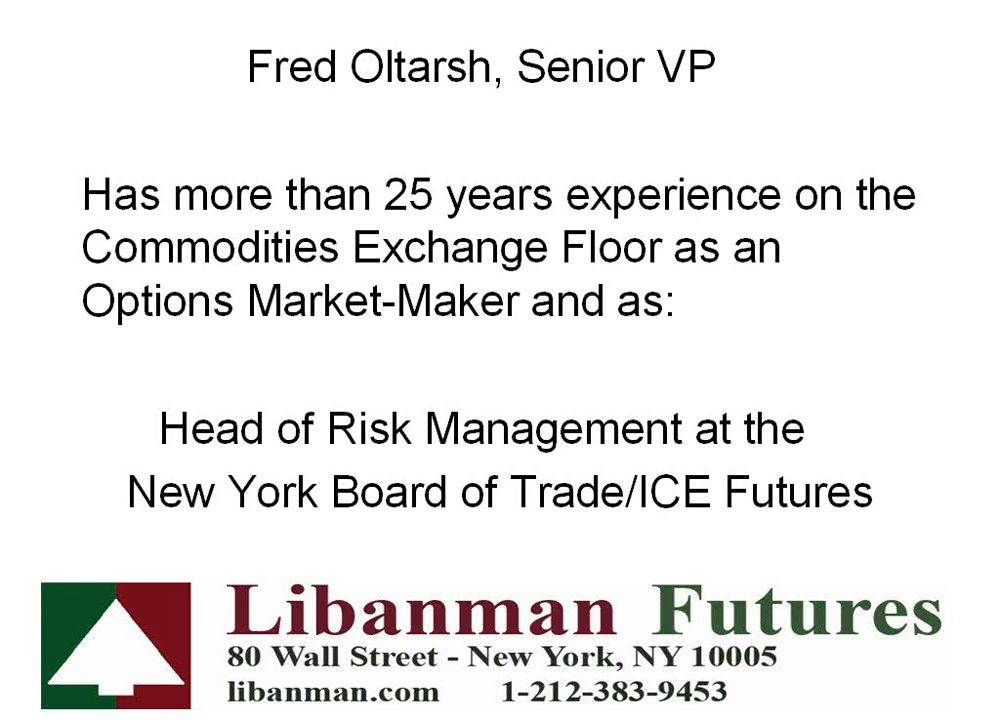 Fred Oltarsh, Senior VP
Has more than 25 years experience on the
Commodities Exchange Floor as an
Options Market-Maker and as:
Head of Risk Management at the
New York Board of Trade/ICE Futures
Libanman Futures
80 Wall Street - New York, NY 10005
libanman.com 1-212-383-9453